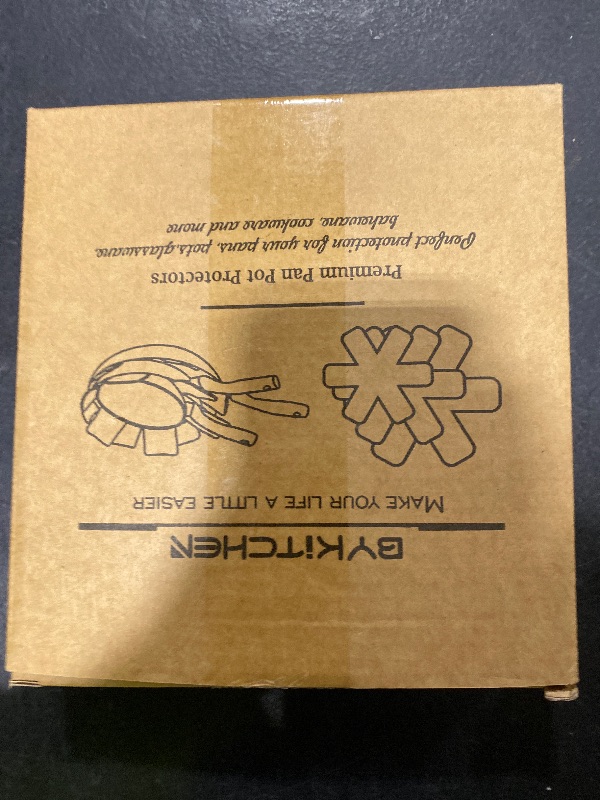 BYKiTCHEN
MAKE YOUR LIFE A LITTLE EASIER
Premium Pan Pot Protectors
Perfect protection for your pans, pots,glassware,
bakeware, cookware and more